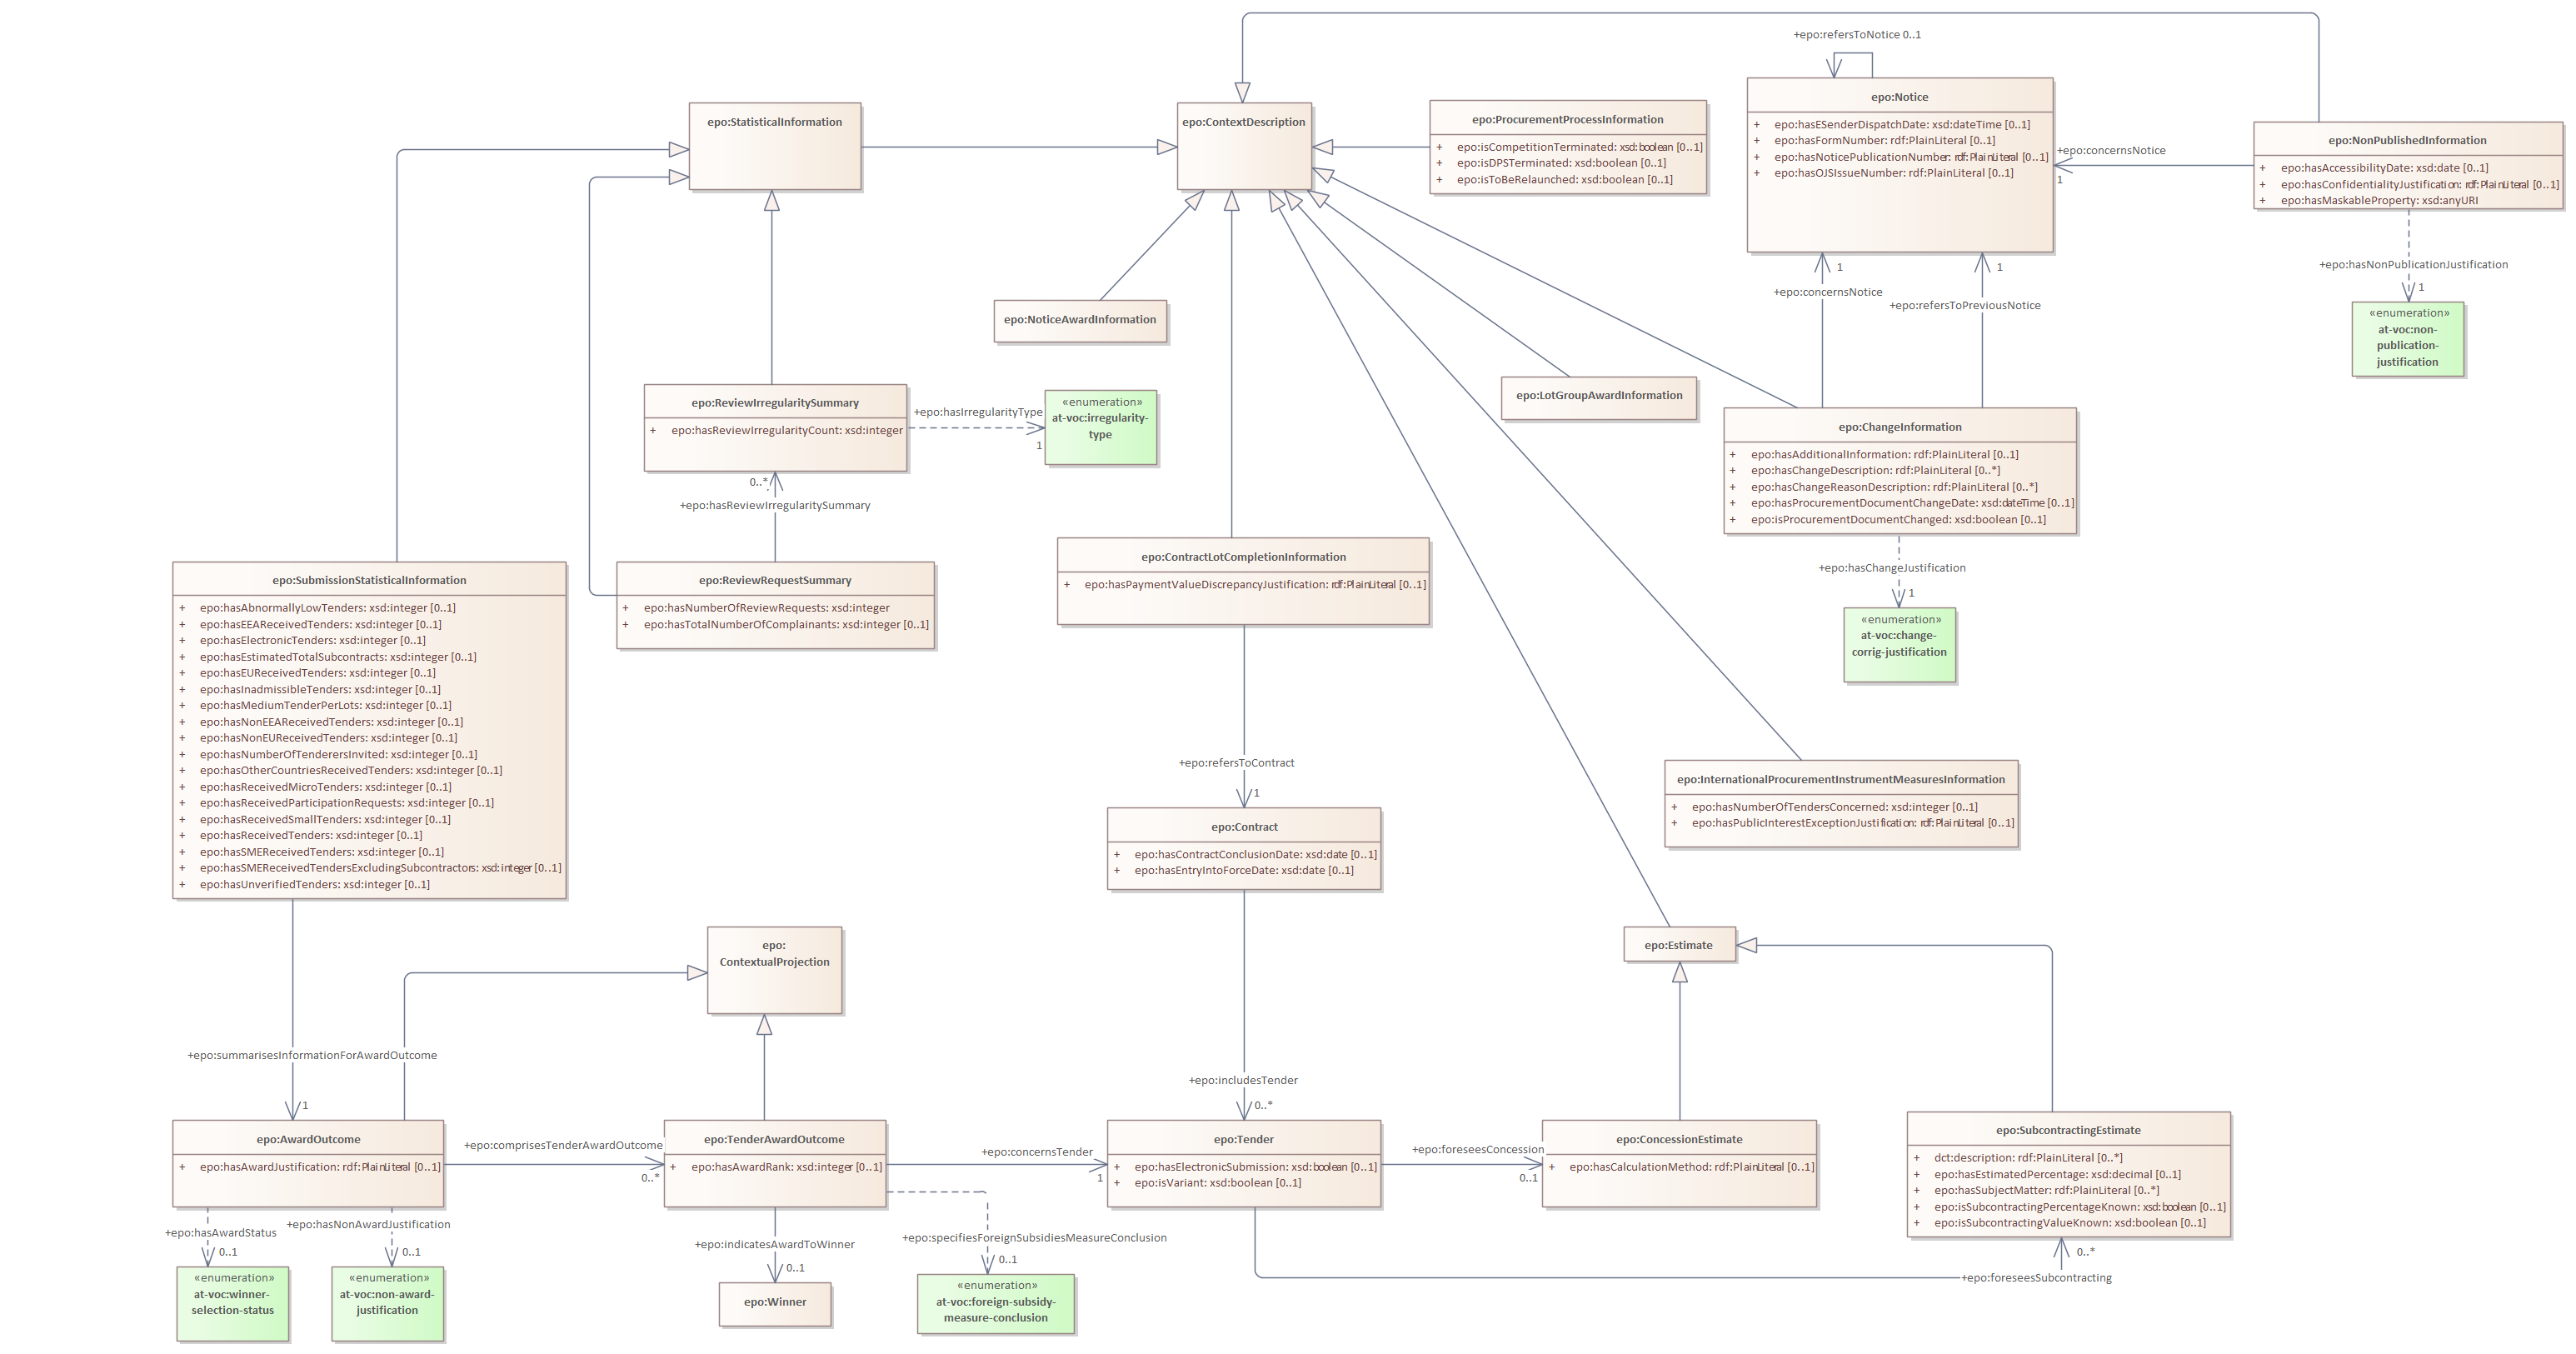 +epo:refersToNotice 0..1
epo:StatisticalInformation
epo:ContextDescription
epo:ProcurementProcessInformation
+ epo:isCompetitionTerminated: xsd:boolean [0..1]
+ epo:isDPSTerminated: xsd:boolean [0..1]
+ epo:isToBeRelaunched: xsd:boolean [0..1]
epo:Notice
+ epo:hasESenderDispatchDate: xsd:dateTime [0..1]
+ epo:hasFormNumber: rdf:PlainLiteral [0..1]
+ epo:hasNoticePublicationNumber: rdf:PlainLiteral [0..1]
+ epo:hasOJSIssueNumber: rdf:PlainLiteral [0..1]
+epo:concernsNotice
1
epo:NonPublishedInformation
+ epo:hasAccessibilityDate: xsd:date [0..1]
+ epo:hasConfidentialityJustification: rdf:PlainLiteral [0..1]
+ epo:hasMaskableProperty: xsd:anyURI
+epo:hasNonPublicationJustification
1
«enumeration»
at-voc:non-
publication-
justification
1
+epo:concernsNotice
1
+epo:refersToPreviousNotice
epo:NoticeAwardInformation
epo:ReviewIrregularitySummary
+ epo:hasReviewIrregularityCount: xsd:integer
+epo:hasIrregularityType
1
«enumeration»
at-voc:irregularity-
type
epo:LotGroupAwardInformation
epo:ChangeInformation
+ epo:hasAdditionalInformation: rdf:PlainLiteral [0..1]
+ epo:hasChangeDescription: rdf:PlainLiteral [0..*]
+ epo:hasChangeReasonDescription: rdf:PlainLiteral [0..*]
+ epo:hasProcurementDocumentChangeDate: xsd:dateTime [0..1]
+ epo:isProcurementDocumentChanged: xsd:boolean [0..1]
0..*
+epo:hasReviewIrregularitySummary
+epo:hasChangeJustification
1
«enumeration»
at-voc:change-
corrig-justification
epo:ContractLotCompletionInformation
+ epo:hasPaymentValueDiscrepancyJustification: rdf:PlainLiteral [0..1]
epo:ReviewRequestSummary
+ epo:hasNumberOfReviewRequests: xsd:integer
+ epo:hasTotalNumberOfComplainants: xsd:integer [0..1]
epo:SubmissionStatisticalInformation
+ epo:hasAbnormallyLowTenders: xsd:integer [0..1]
+ epo:hasEEAReceivedTenders: xsd:integer [0..1]
+ epo:hasElectronicTenders: xsd:integer [0..1]
+ epo:hasEstimatedTotalSubcontracts: xsd:integer [0..1]
+ epo:hasEUReceivedTenders: xsd:integer [0..1]
+ epo:hasInadmissibleTenders: xsd:integer [0..1]
+ epo:hasMediumTenderPerLots: xsd:integer [0..1]
+ epo:hasNonEEAReceivedTenders: xsd:integer [0..1]
+ epo:hasNonEUReceivedTenders: xsd:integer [0..1]
+ epo:hasNumberOfTenderersInvited: xsd:integer [0..1]
+ epo:hasOtherCountriesReceivedTenders: xsd:integer [0..1]
+ epo:hasReceivedMicroTenders: xsd:integer [0..1]
+ epo:hasReceivedParticipationRequests: xsd:integer [0..1]
+ epo:hasReceivedSmallTenders: xsd:integer [0..1]
+ epo:hasReceivedTenders: xsd:integer [0..1]
+ epo:hasSMEReceivedTenders: xsd:integer [0..1]
+ epo:hasSMEReceivedTendersExcludingSubcontractors: xsd:integer [0..1]
+ epo:hasUnverifiedTenders: xsd:integer [0..1]
+epo:refersToContract
1
epo:InternationalProcurementInstrumentMeasuresInformation
+ epo:hasNumberOfTendersConcerned: xsd:integer [0..1]
+ epo:hasPublicInterestExceptionJustification: rdf:PlainLiteral [0..1]
epo:Contract
+ epo:hasContractConclusionDate: xsd:date [0..1]
+ epo:hasEntryIntoForceDate: xsd:date [0..1]
epo:
ContextualProjection
epo:Estimate
+epo:summarisesInformationForAwardOutcome
1
+epo:includesTender
0..*
epo:AwardOutcome
+ epo:hasAwardJustification: rdf:PlainLiteral [0..1]
+epo:comprisesTenderAwardOutcome
0..*
epo:TenderAwardOutcome
+ epo:hasAwardRank: xsd:integer [0..1]
+epo:concernsTender
1
epo:Tender
+ epo:hasElectronicSubmission: xsd:boolean [0..1]
+ epo:isVariant: xsd:boolean [0..1]
+epo:foreseesConcession
0..1
epo:ConcessionEstimate
+ epo:hasCalculationMethod: rdf:PlainLiteral [0..1]
epo:SubcontractingEstimate
+ dct:description: rdf:PlainLiteral [0..*]
+ epo:hasEstimatedPercentage: xsd:decimal [0..1]
+ epo:hasSubjectMatter: rdf:PlainLiteral [0..*]
+ epo:isSubcontractingPercentageKnown: xsd:boolean [0..1]
+ epo:isSubcontractingValueKnown: xsd:boolean [0..1]
+epo:hasAwardStatus
0..1
+epo:hasNonAwardJustification
0..1
+epo:indicatesAwardToWinner
0..1
+epo:specifiesForeignSubsidiesMeasureConclusion
0..1
0..*
+epo:foreseesSubcontracting
«enumeration»
at-voc:winner-
selection-status
«enumeration»
at-voc:non-award-
justification
epo:Winner
«enumeration»
at-voc:foreign-subsidy-
measure-conclusion